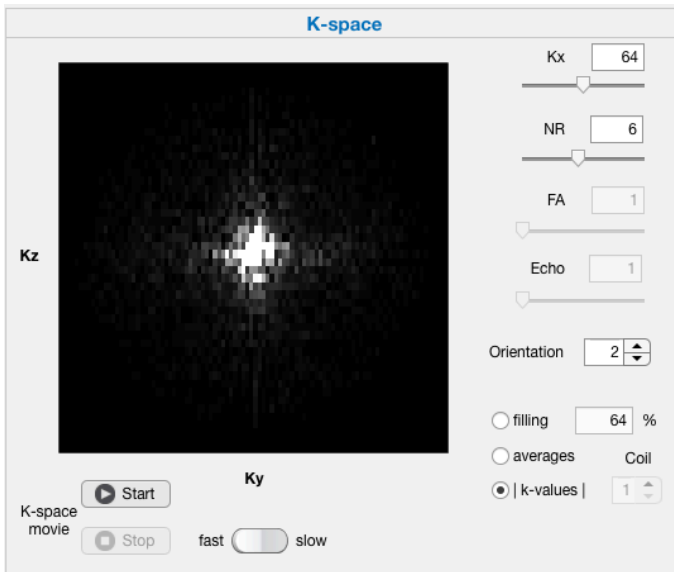 K-space
Kx 64
NR 6
FA 1
Kz
Echo 1
Orientation 2
filling 64 %
averages Coil
Ky
| k-values | 1
Start
K-space
movie
Stop fast slow